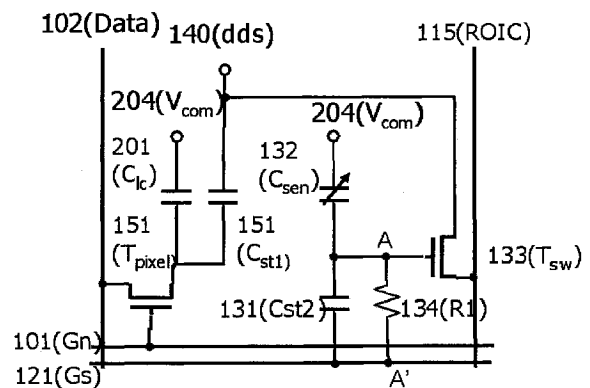 102(Data)
140(dds)
115(ROIC)
204(Vcom)
204(Vcom)
201
(Clc)
132
(Csen)
151
(Tpixel)
151
(Cst1)
A
133(Tsw)
131(Cst2)
134(R1)
101(Gn)
121(Gs)
A'